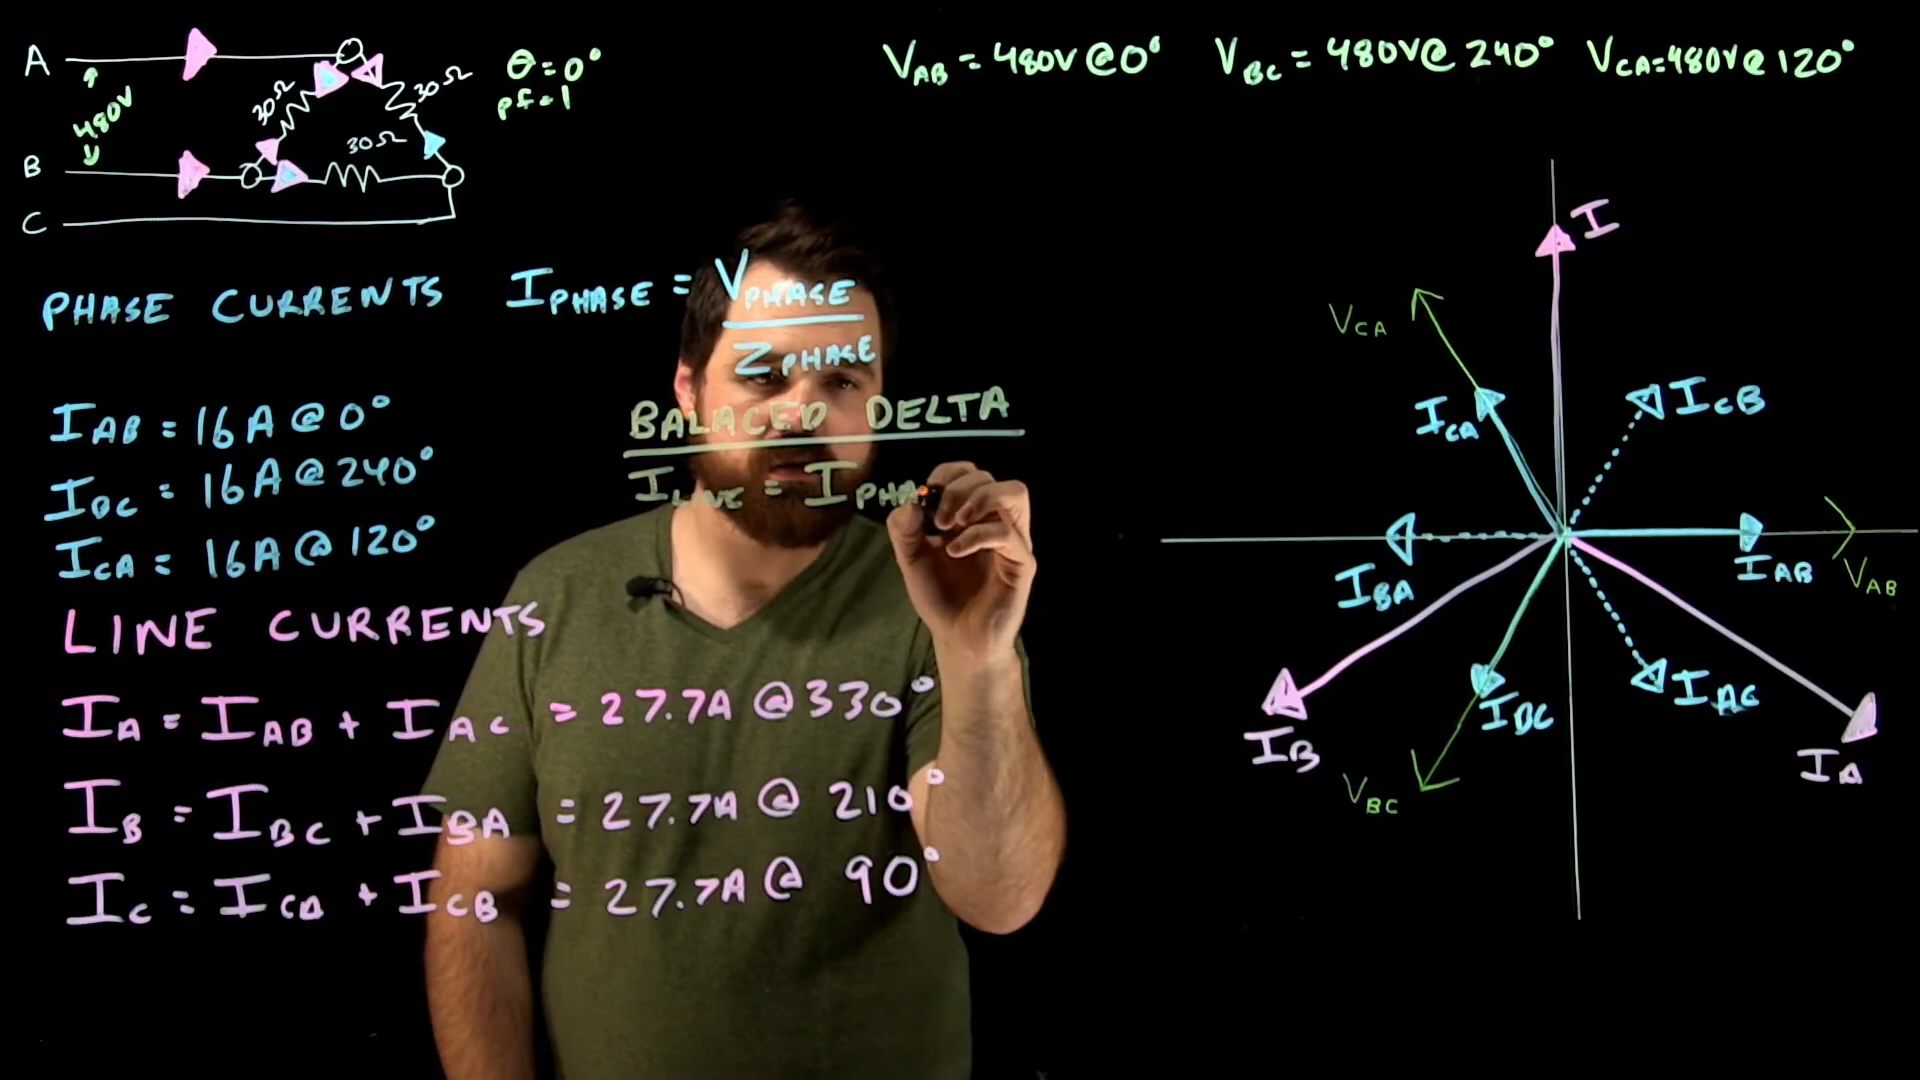 A
B
C
480V
30Ω
30Ω
30Ω
θ = 0°
pf = 1
VAB = 480V @ 0° VBC = 480V @ 240° VCA = 480V @ 120°
PHASE CURRENTS IPHASE = VPHASE
ZPHASE
IAB = 16A @ 0°
IBC = 16A @ 240°
ICA = 16A @ 120°
BALACED DELTA
ILINE = IPHA
LINE CURRENTS
IA = IAB + IAC = 27.7A @ 330°
IB = IBC + IBA = 27.7A @ 210°
IC = ICA + ICB = 27.7A @ 90°
I
VCA
ICA
ICB
IBA
IAB
VAB
IBC
IAC
IB
IA
VBC